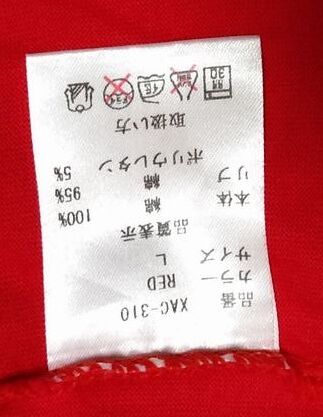 品番 XAC-310
カラー RED
サイズ L
品質表示
本体 綿 100%
リブ 綿 95%
ポリウレタン 5%
取扱い方